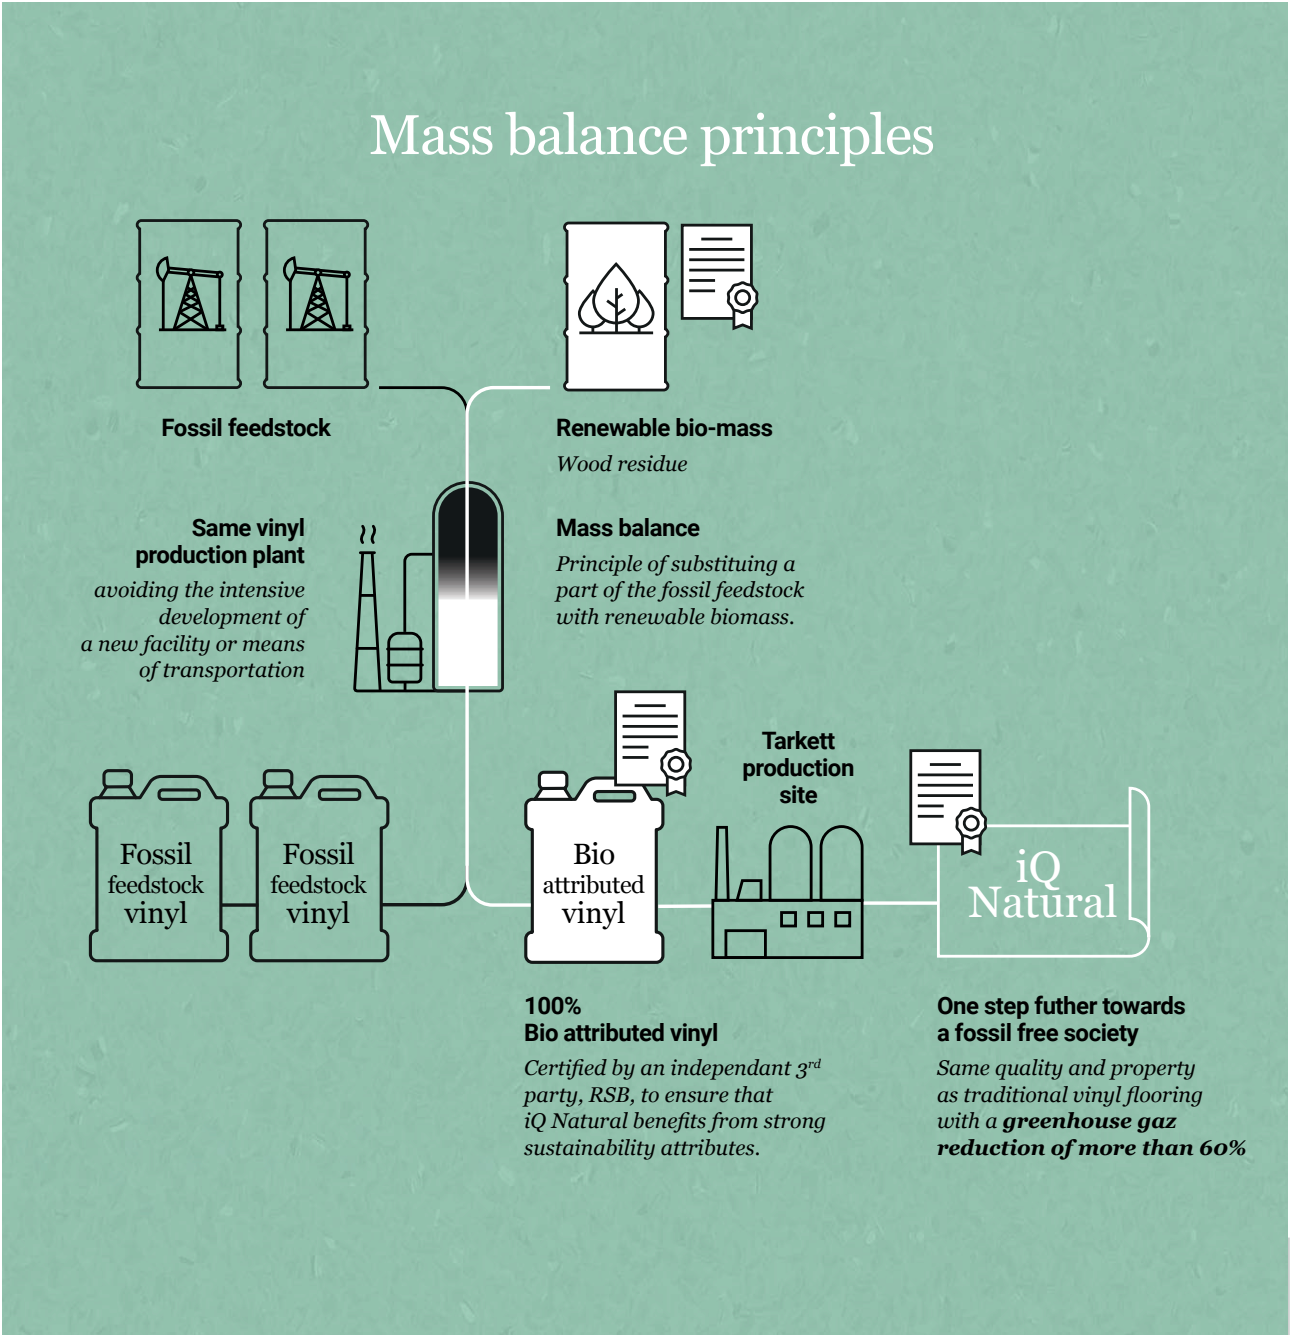 Mass balance principles
Fossil feedstock
Renewable bio-mass
Wood residue
Same vinyl
production plant
avoiding the intensive
development of
a new facility or means
of transportation
Mass balance
Principle of substituing a
part of the fossil feedstock
with renewable biomass.
Fossil
feedstock
vinyl
Fossil
feedstock
vinyl
Bio
attributed
vinyl
Tarkett
production
site
iQ
Natural
100%
Bio attributed vinyl
Certified by an independant 3rd
party, RSB, to ensure that
iQ Natural benefits from strong
sustainability attributes.
One step futher towards
a fossil free society
Same quality and property
as traditional vinyl flooring
with a greenhouse gaz
reduction of more than 60%